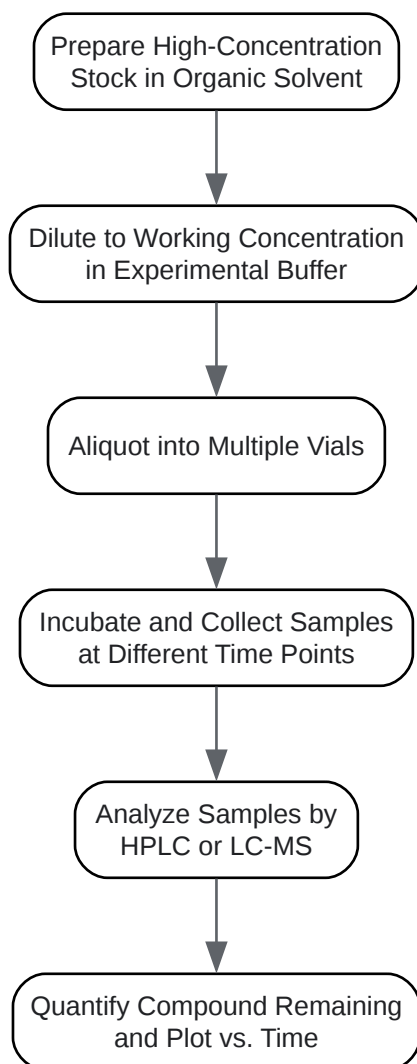 Prepare High-Concentration
Stock in Organic Solvent
Dilute to Working Concentration
in Experimental Buffer
Aliquot into Multiple Vials
Incubate and Collect Samples
at Different Time Points
Analyze Samples by
HPLC or LC-MS
Quantify Compound Remaining
and Plot vs. Time